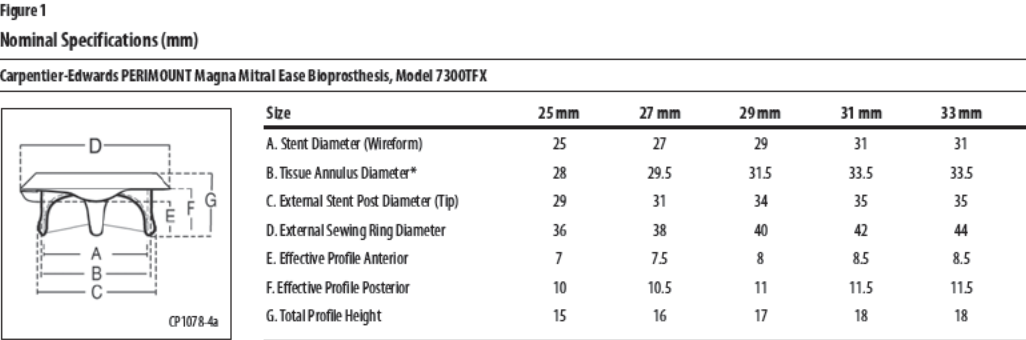 Figure 1
Nominal Specifications (mm)
Carpentier-Edwards PERIMOUNT Magna Mitral Ease Bioprosthesis, Model 7300TFX
D
G
F
E
A
B
C
CP1078-4a
Size 25 mm 27 mm 29 mm 31 mm 33 mm
A. Stent Diameter (Wireform) 25 27 29 31 31
B. Tissue Annulus Diameter* 28 29.5 31.5 33.5 33.5
C. External Stent Post Diameter (Tip) 29 31 34 35 35
D. External Sewing Ring Diameter 36 38 40 42 44
E. Effective Profile Anterior 7 7.5 8 8.5 8.5
F. Effective Profile Posterior 10 10.5 11 11.5 11.5
G. Total Profile Height 15 16 17 18 18